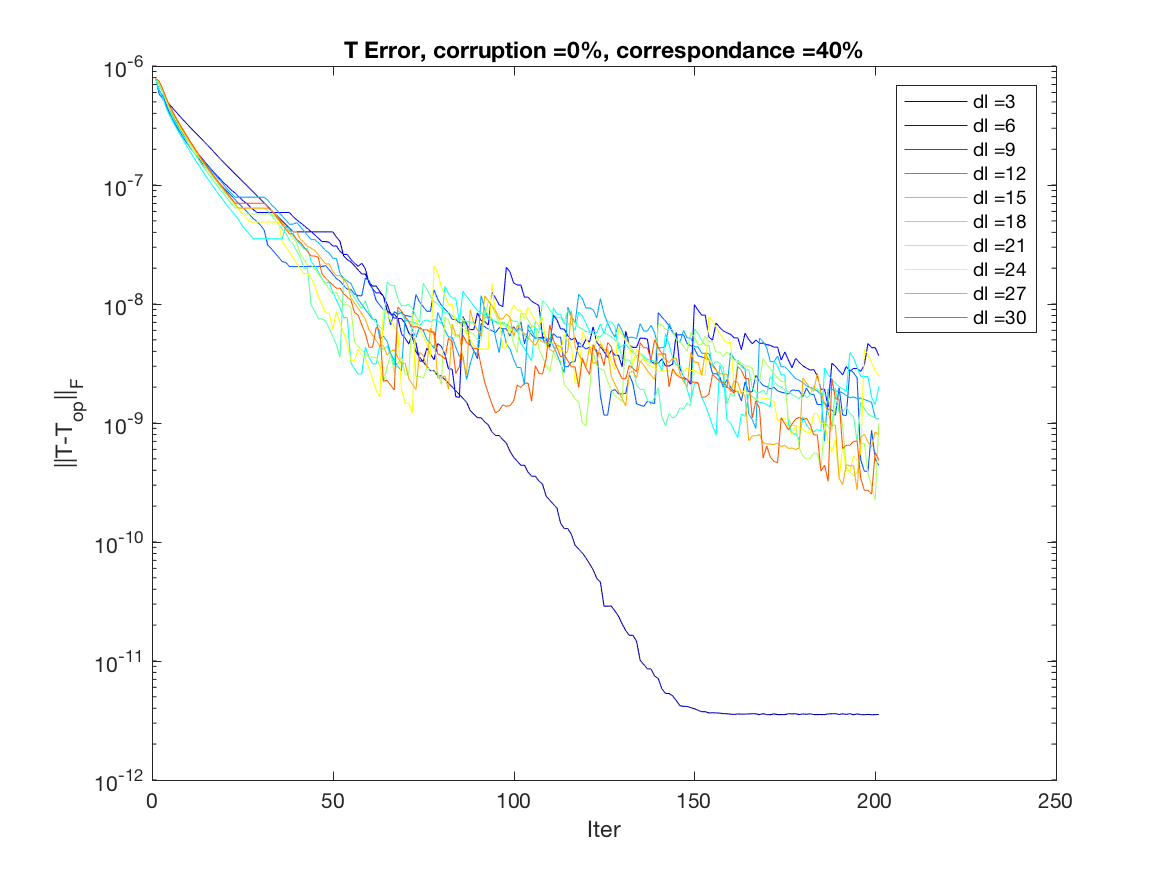 T Error, corruption =0%, correspondance =40%
10-6
10-7
10-8
10-9
10-10
10-11
10-12
||T-Top||F
0
50
100
150
200
250
Iter
dl =3
dl =6
dl =9
dl =12
dl =15
dl =18
dl =21
dl =24
dl =27
dl =30